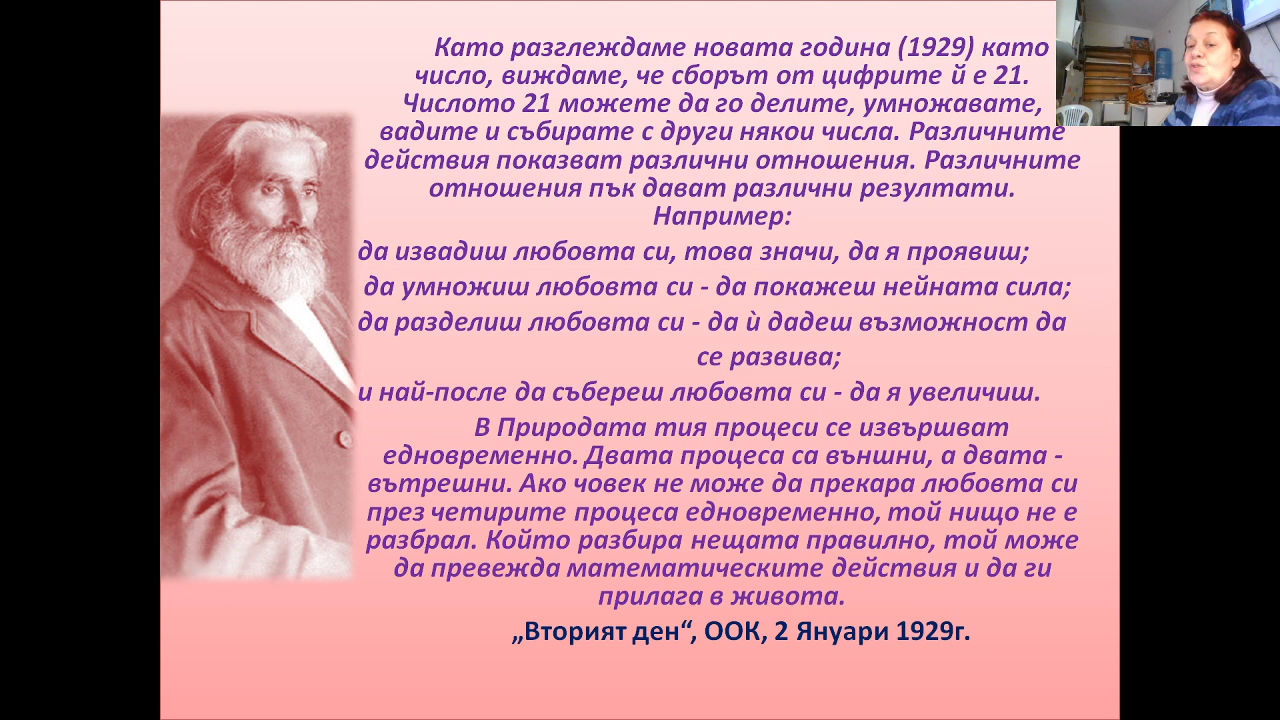 Като разглеждаме новата година (1929) като
число, виждаме, че сборът от цифрите й е 21.
Числото 21 можете да го делите, умножавате,
вадите и събирате с други някои числа. Различните
действия показват различни отношения. Различните
отношения пък дават различни резултати.
Например:
да извадиш любовта си, това значи, да я проявиш;
да умножиш любовта си - да покажеш нейната сила;
да разделиш любовта си - да ѝ дадеш възможност да
се развива;
и най-после да събереш любовта си - да я увеличиш.
В Природата тия процеси се извършват
едновременно. Двата процеса са външни, а двата -
вътрешни. Ако човек не може да прекара любовта си
през четирите процеса едновременно, той нищо не е
разбрал. Който разбира нещата правилно, той може
да превежда математическите действия и да ги
прилага в живота.
„Вторият ден“, ООК, 2 Януари 1929г.